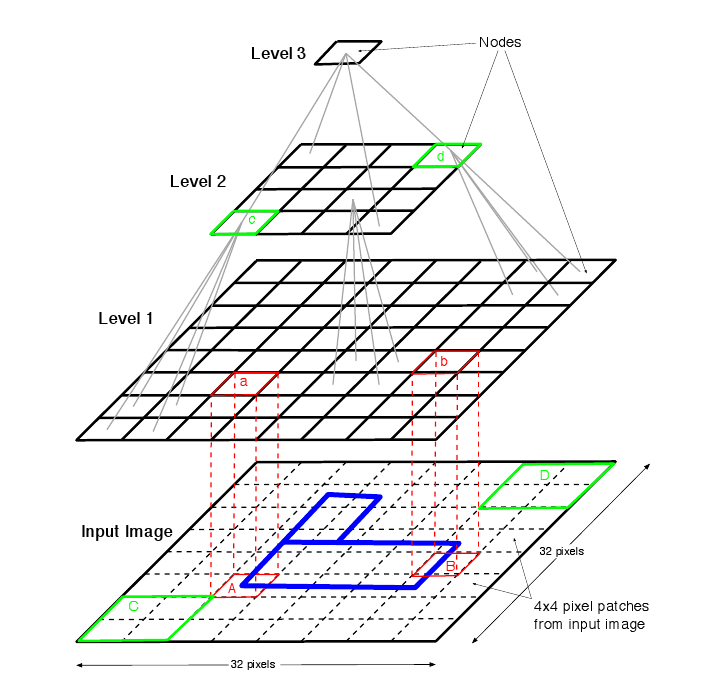 Nodes
Level 3
d
Level 2
c
Level 1
b
a
D
Input Image
32 pixels
B
A
C
4x4 pixel patches
from input image
32 pixels